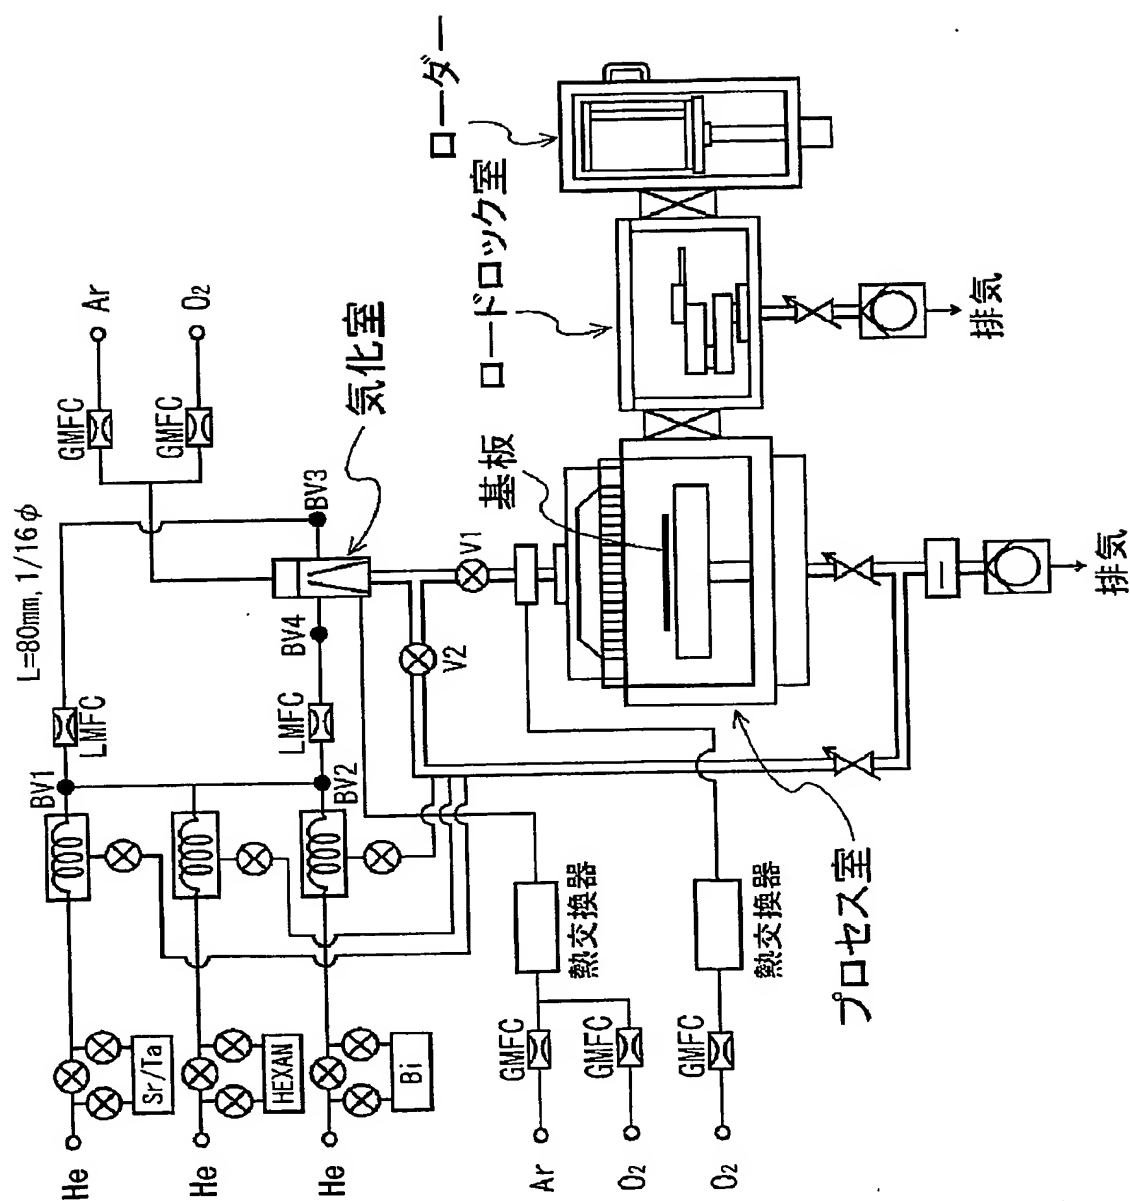 L=80mm, 1/16φ
BV1
LMFC
GMFC
Ar
He
Sr/Ta
GMFC
O2
He
HEXAN
LMFC
BV4
BV3
He
BV2
気化室
Bi
V2
V1
ローダー
ロードロック室
基板
GMFC
Ar
熱交換器
GMFC
O2
GMFC
O2
熱交換器
プロセス室
排気
排気